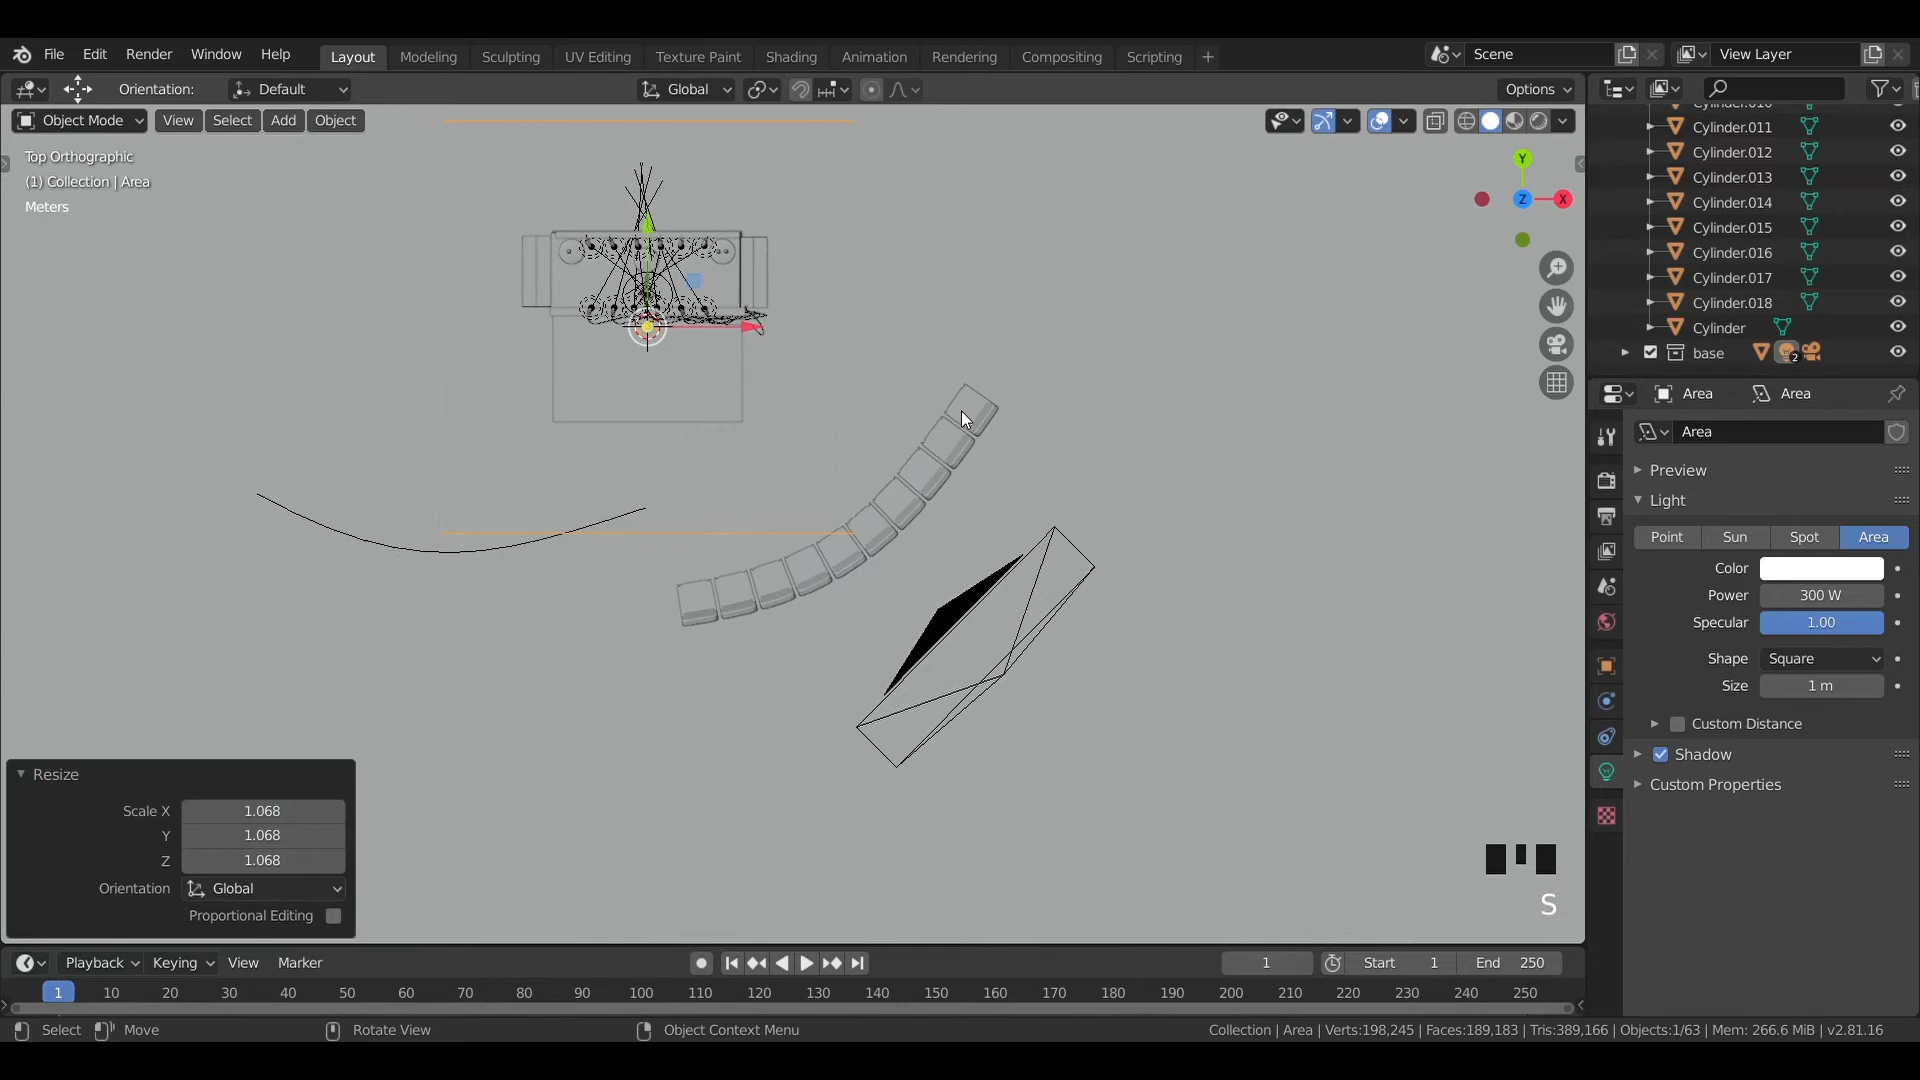 File Edit Render Window Help Layout Modeling Sculpting UV Editing Texture Paint Shading Animation Rendering Compositing Scripting + Scene View Layer
Orientation: Default Global Options
Object Mode View Select Add Object
Top Orthographic
(1) Collection | Area
Meters
Y
Z X
Cylinder.011
Cylinder.012
Cylinder.013
Cylinder.014
Cylinder.015
Cylinder.016
Cylinder.017
Cylinder.018
Cylinder
base 2
Area Area
Area
Preview
Light
Point Sun Spot Area
Color
Power 300 W
Specular 1.00
Shape Square
Size 1 m
Custom Distance
Shadow
Custom Properties
Resize
Scale X 1.068
Y 1.068
Z 1.068
Orientation Global
Proportional Editing
S
Playback Keying View Marker 1 Start 1 End 250
1 10 20 30 40 50 60 70 80 90 100 110 120 130 140 150 160 170 180 190 200 210 220 230 240 250
Select Move Rotate View Object Context Menu Collection | Area | Verts:198,245 | Faces:189,183 | Tris:389,166 | Objects:1/63 | Mem: 266.6 MiB | v2.81.16